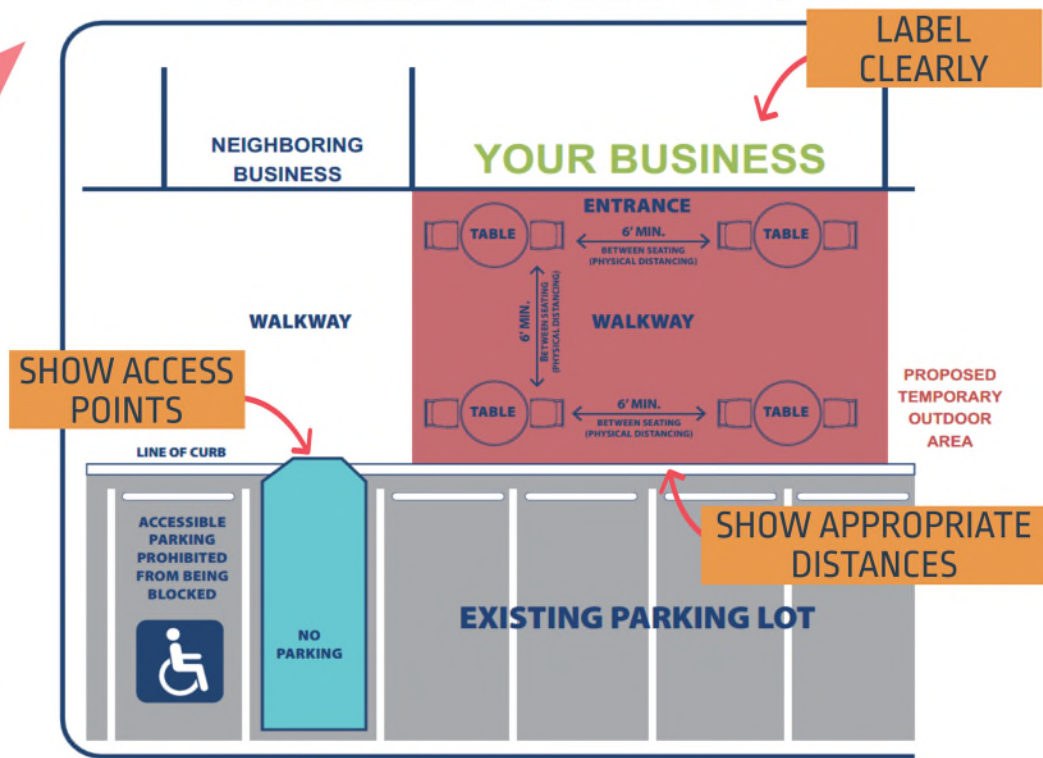 LABEL
CLEARLY
NEIGHBORING
BUSINESS
YOUR BUSINESS
ENTRANCE
TABLE
6' MIN.
BETWEEN SEATING
(PHYSICAL DISTANCING)
TABLE
6' MIN.
BETWEEN SEATING
(PHYSICAL DISTANCING)
WALKWAY
WALKWAY
SHOW ACCESS
POINTS
PROPOSED
TEMPORARY
OUTDOOR
AREA
TABLE
6' MIN.
BETWEEN SEATING
(PHYSICAL DISTANCING)
TABLE
LINE OF CURB
SHOW APPROPRIATE
DISTANCES
ACCESSIBLE
PARKING
PROHIBITED
FROM BEING
BLOCKED
NO
PARKING
EXISTING PARKING LOT